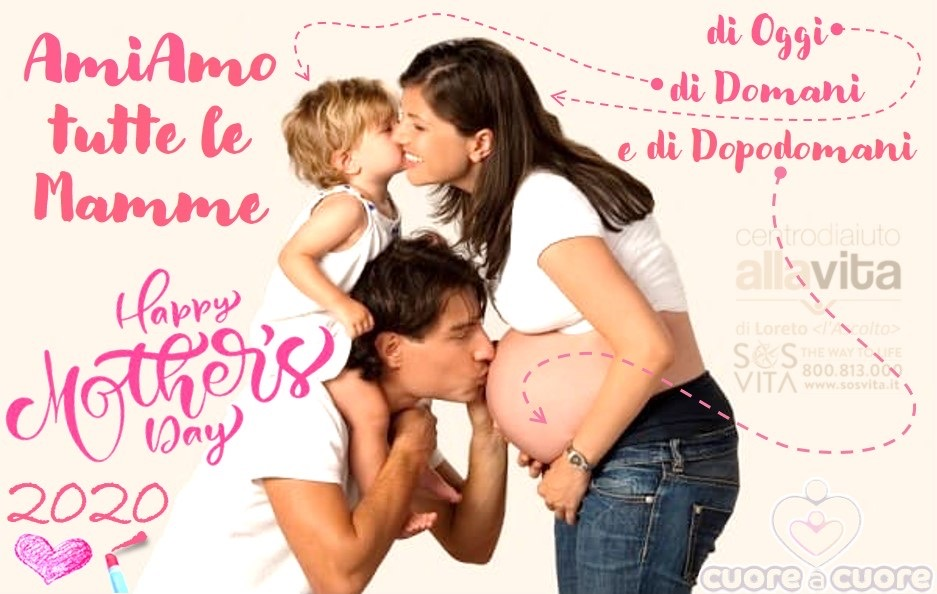 AmiAmo
tutte le
Mamme
di Oggi
di Domani
e di Dopodomani
Happy
Mother's
Day
2020
centrodiaiuto
allavita
di Loreto <l'Ascolto>
SOS VITA
THE WAY TO LIFE
800.813.000
www.sosvita.it
cuore a cuore